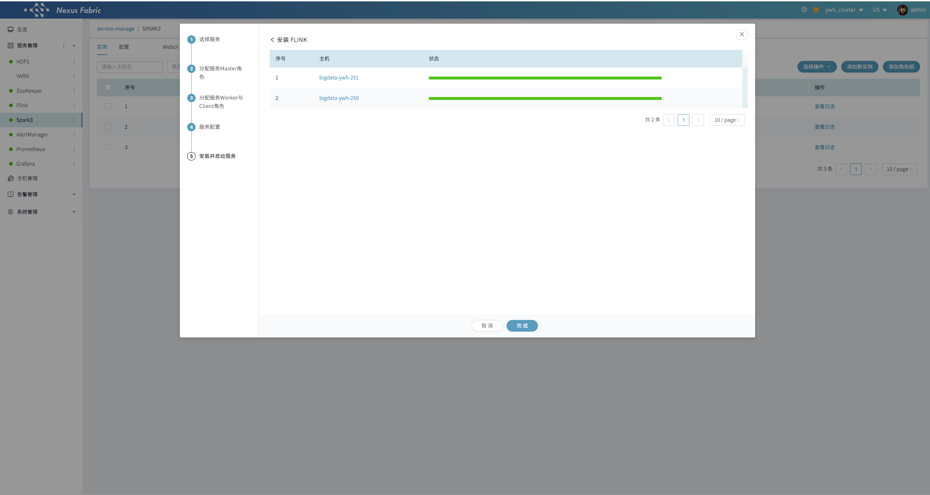 Nexus Fabric
ywk_cluster
US
admin
总览
服务管理
HDFS
YARN
ZooKeeper
Flink
Spark3
AlertManager
Prometheus
Grafana
主机管理
告警管理
系统管理
service-manage / SPARK3
实例
配置
WebUI
请输入主机名
选择操作
添加新实例
添加角色组
序号
操作
1
查看日志
2
查看日志
3
查看日志
共 3 条
1
10 / page
1 选择服务
2 分配服务Master角
色
3 分配服务Worker与
Client角色
4 服务配置
5 安装并启动服务
安装 FLINK
序号 主机 状态
1 bigdata-ywh-251
2 bigdata-ywh-250
共 2 条
1
10 / page
取 消
完 成